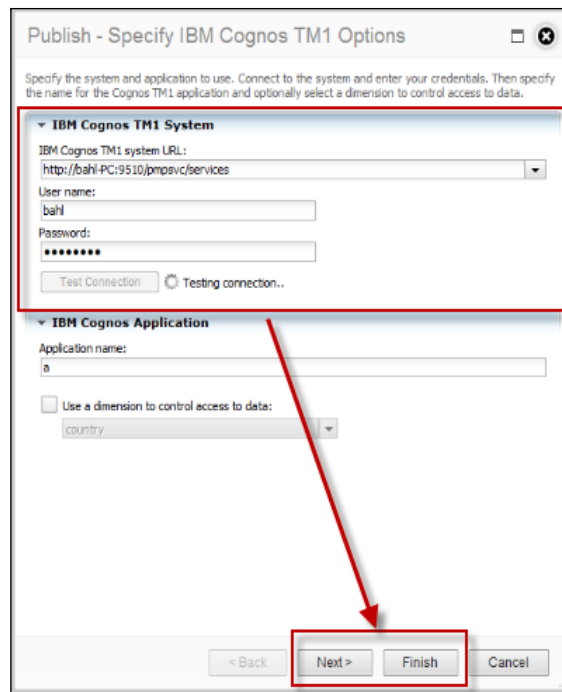 Publish - Specify IBM Cognos TM1 Options
Specify the system and application to use. Connect to the system and enter your credentials. Then specify
the name for the Cognos TM1 application and optionally select a dimension to control access to data.
IBM Cognos TM1 System
IBM Cognos TM1 system URL:
http://bahl-PC:9510/pmpsvc/services
User name:
bahl
Password:
••••••••
Test Connection Testing connection..
IBM Cognos Application
Application name:
a
Use a dimension to control access to data:
country
< Back Next > Finish Cancel